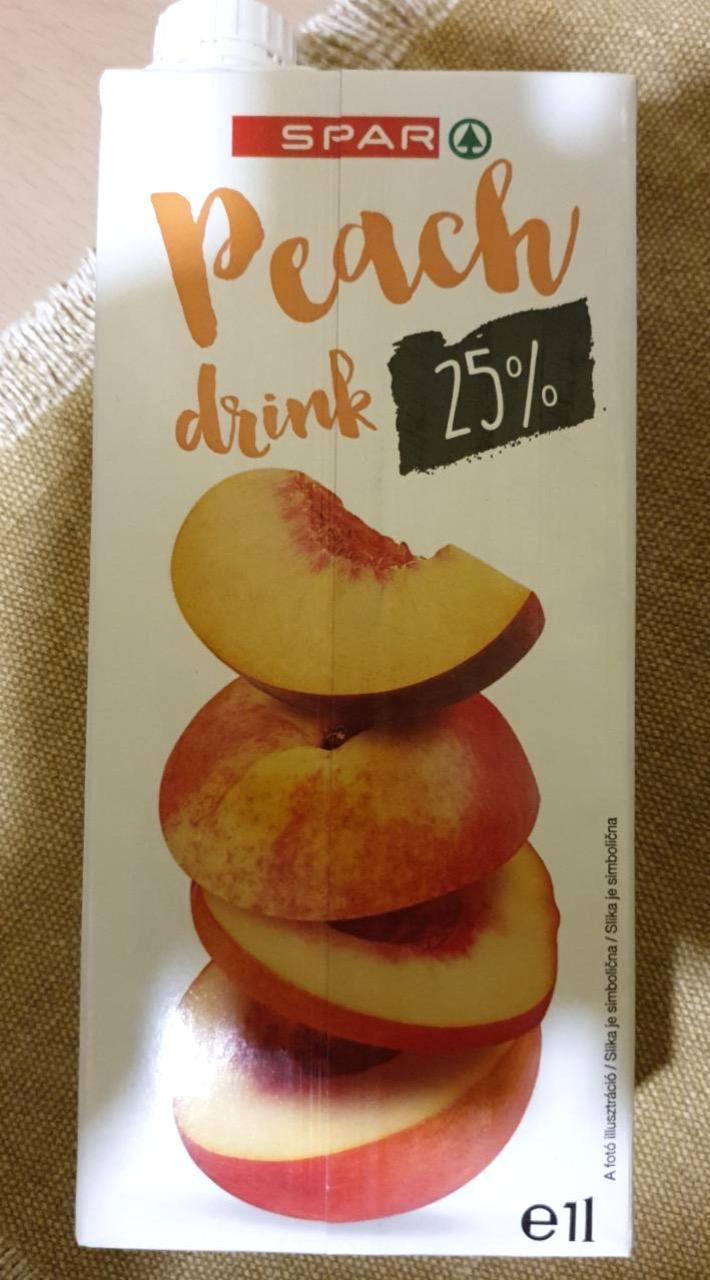 SPAR
Peach
drink 25%
A fotó illusztráció / Slika je simbolična / Slika je simbolična
e1l